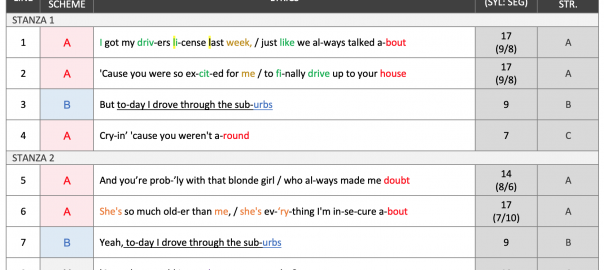 SCHEME (SYL: SEG) STR.
STANZA 1
1 A I got my driv-ers li-cense last week, / just like we al-ways talked a-bout 17 (9/8) A
2 A 'Cause you were so ex-cit-ed for me / to fi-nally drive up to your house 17 (9/8) A
3 B But to-day I drove through the sub-urbs 9 B
4 A Cry-in' 'cause you weren't a-round 7 C
STANZA 2
5 A And you're prob-'ly with that blonde girl / who al-ways made me doubt 14 (8/6) A
6 A She's so much old-er than me, / she's ev-'ry-thing I'm in-se-cure a-bout 17 (7/10) A
7 B Yeah, to-day I drove through the sub-urbs 9 B